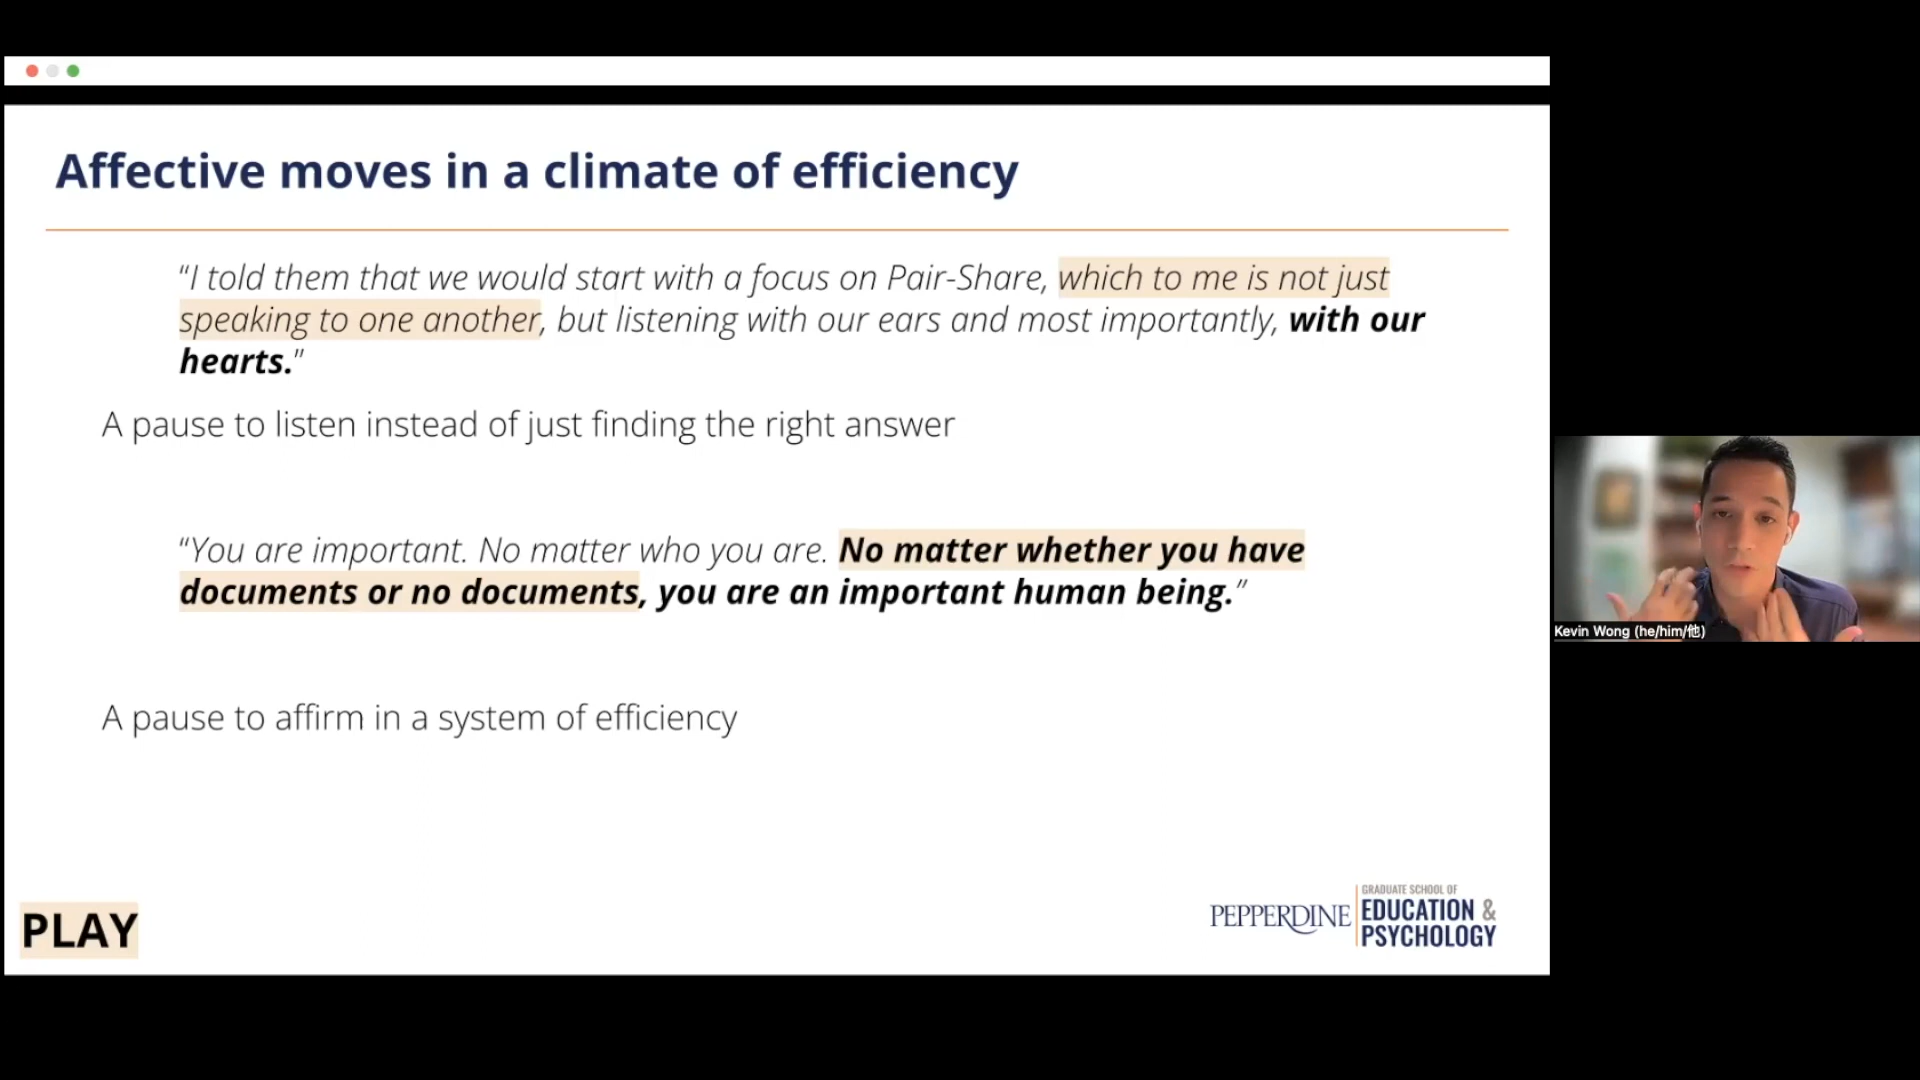 Affective moves in a climate of efficiency
“I told them that we would start with a focus on Pair-Share, which to me is not just
speaking to one another, but listening with our ears and most importantly, with our
hearts.”
A pause to listen instead of just finding the right answer
“You are important. No matter who you are. No matter whether you have
documents or no documents, you are an important human being.”
Kevin Wong (he/him/他)
A pause to affirm in a system of efficiency
PLAY
PEPPERDINE
GRADUATE SCHOOL OF
EDUCATION &
PSYCHOLOGY